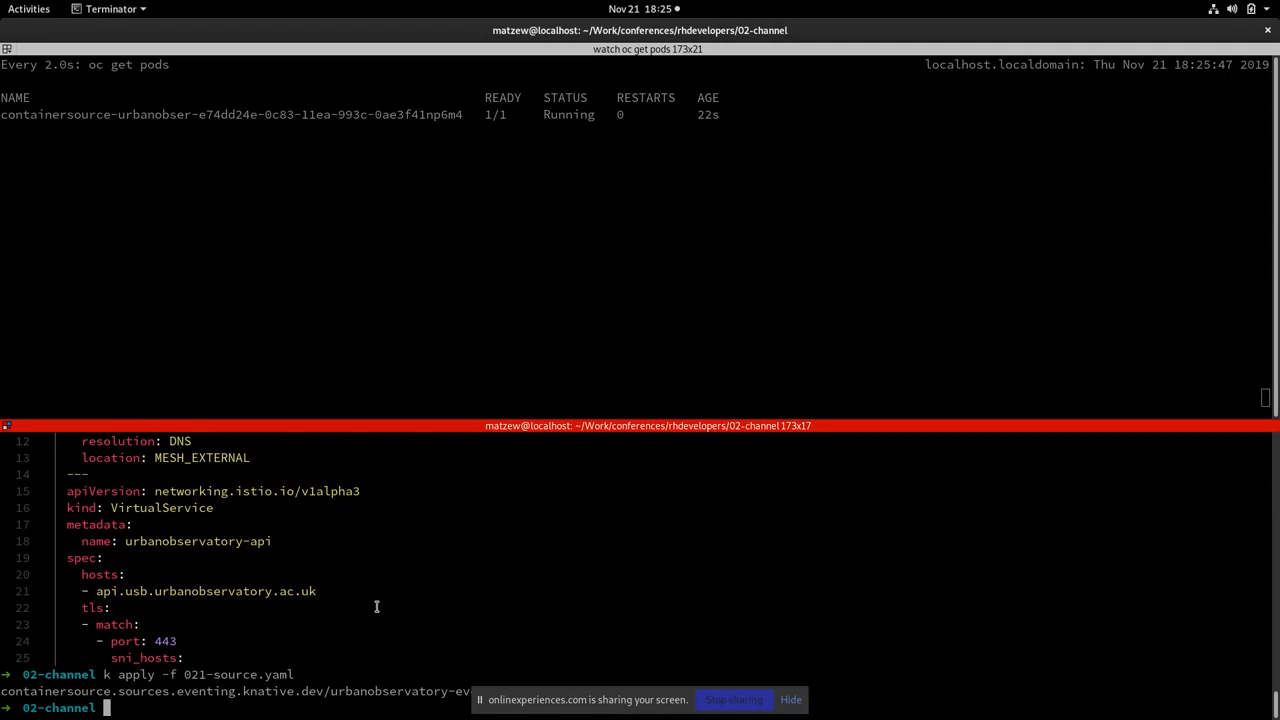 Activities Terminator Nov 21 18:25
matzew@localhost: ~/Work/conferences/rhdevelopers/02-channel ×
watch oc get pods 173x21
Every 2.0s: oc get pods localhost.localdomain: Thu Nov 21 18:25:47 2019
NAME READY STATUS RESTARTS AGE
containersource-urbanobser-e74dd24e-0c83-11ea-993c-0ae3f41np6m4 1/1 Running 0 22s
matzew@localhost: ~/Work/conferences/rhdevelopers/02-channel 173x17
12 resolution: DNS
13 location: MESH_EXTERNAL
14 ---
15 apiVersion: networking.istio.io/v1alpha3
16 kind: VirtualService
17 metadata:
18 name: urbanobservatory-api
19 spec:
20 hosts:
21 - api.usb.urbanobservatory.ac.uk
22 tls:
23 - match:
24 - port: 443
25 sni_hosts:
→ 02-channel k apply -f 021-source.yaml
containersource.sources.eventing.knative.dev/urbanobservatory-ev
→ 02-channel
onlinexperiences.com is sharing your screen. Stop sharing Hide